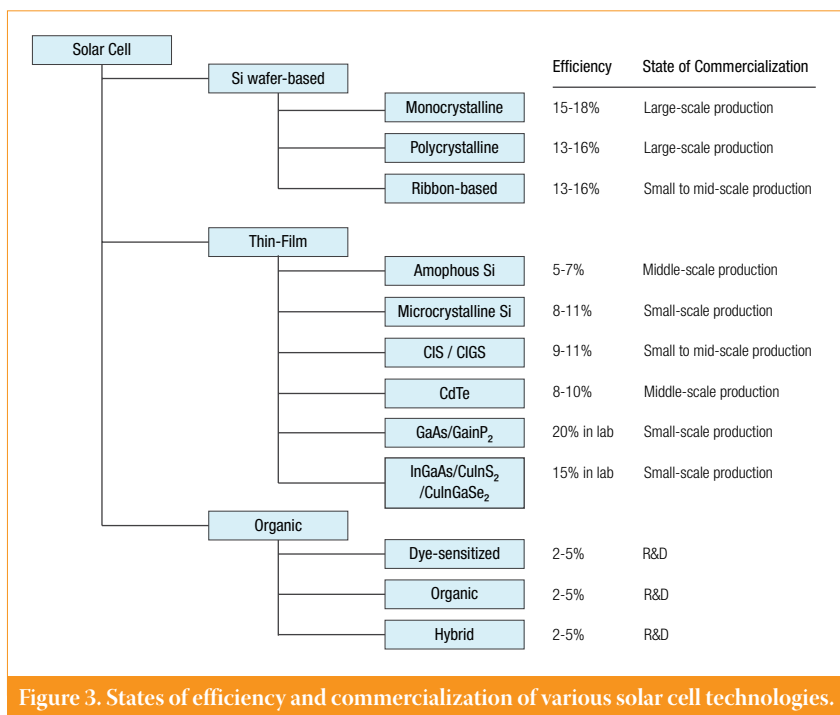 Solar Cell
Efficiency State of Commercialization
Si wafer-based
Monocrystalline 15-18% Large-scale production
Polycrystalline 13-16% Large-scale production
Ribbon-based 13-16% Small to mid-scale production
Thin-Film
Amophous Si 5-7% Middle-scale production
Microcrystalline Si 8-11% Small-scale production
CIS / CIGS 9-11% Small to mid-scale production
CdTe 8-10% Middle-scale production
GaAs/GainP₂ 20% in lab Small-scale production
InGaAs/CuInS₂
/CuInGaSe₂ 15% in lab Small-scale production
Organic
Dye-sensitized 2-5% R&D
Organic 2-5% R&D
Hybrid 2-5% R&D
Figure 3. States of efficiency and commercialization of various solar cell technologies.